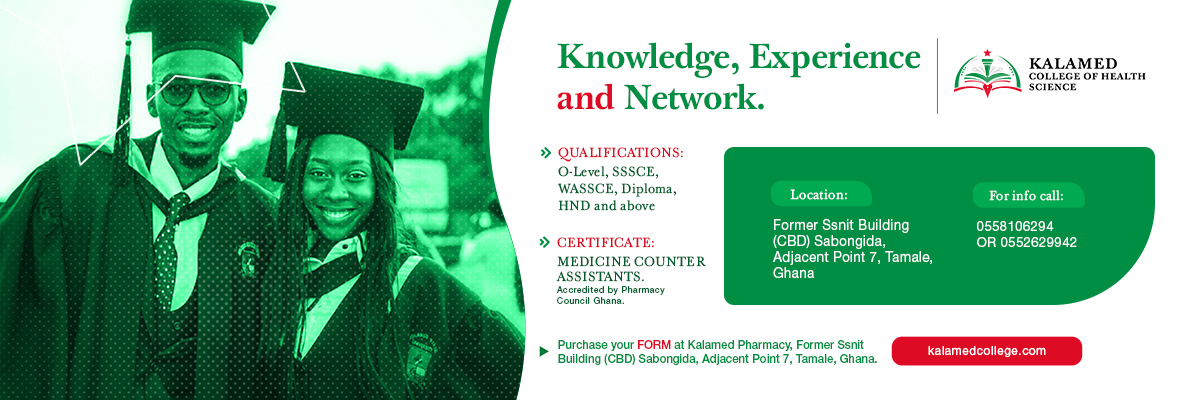 Knowledge, Experience
and Network.
KALAMED
COLLEGE OF HEALTH
SCIENCE
QUALIFICATIONS:
O-Level, SSSCE,
WASSCE, Diploma,
HND and above
CERTIFICATE:
MEDICINE COUNTER
ASSISTANTS.
Accredited by Pharmacy
Council Ghana.
Location:
Former Ssnit Building
(CBD) Sabongida,
Adjacent Point 7, Tamale,
Ghana
For info call:
0558106294
OR 0552629942
Purchase your FORM at Kalamed Pharmacy, Former Ssnit
Building (CBD) Sabongida, Adjacent Point 7, Tamale, Ghana.
kalamedcollege.com